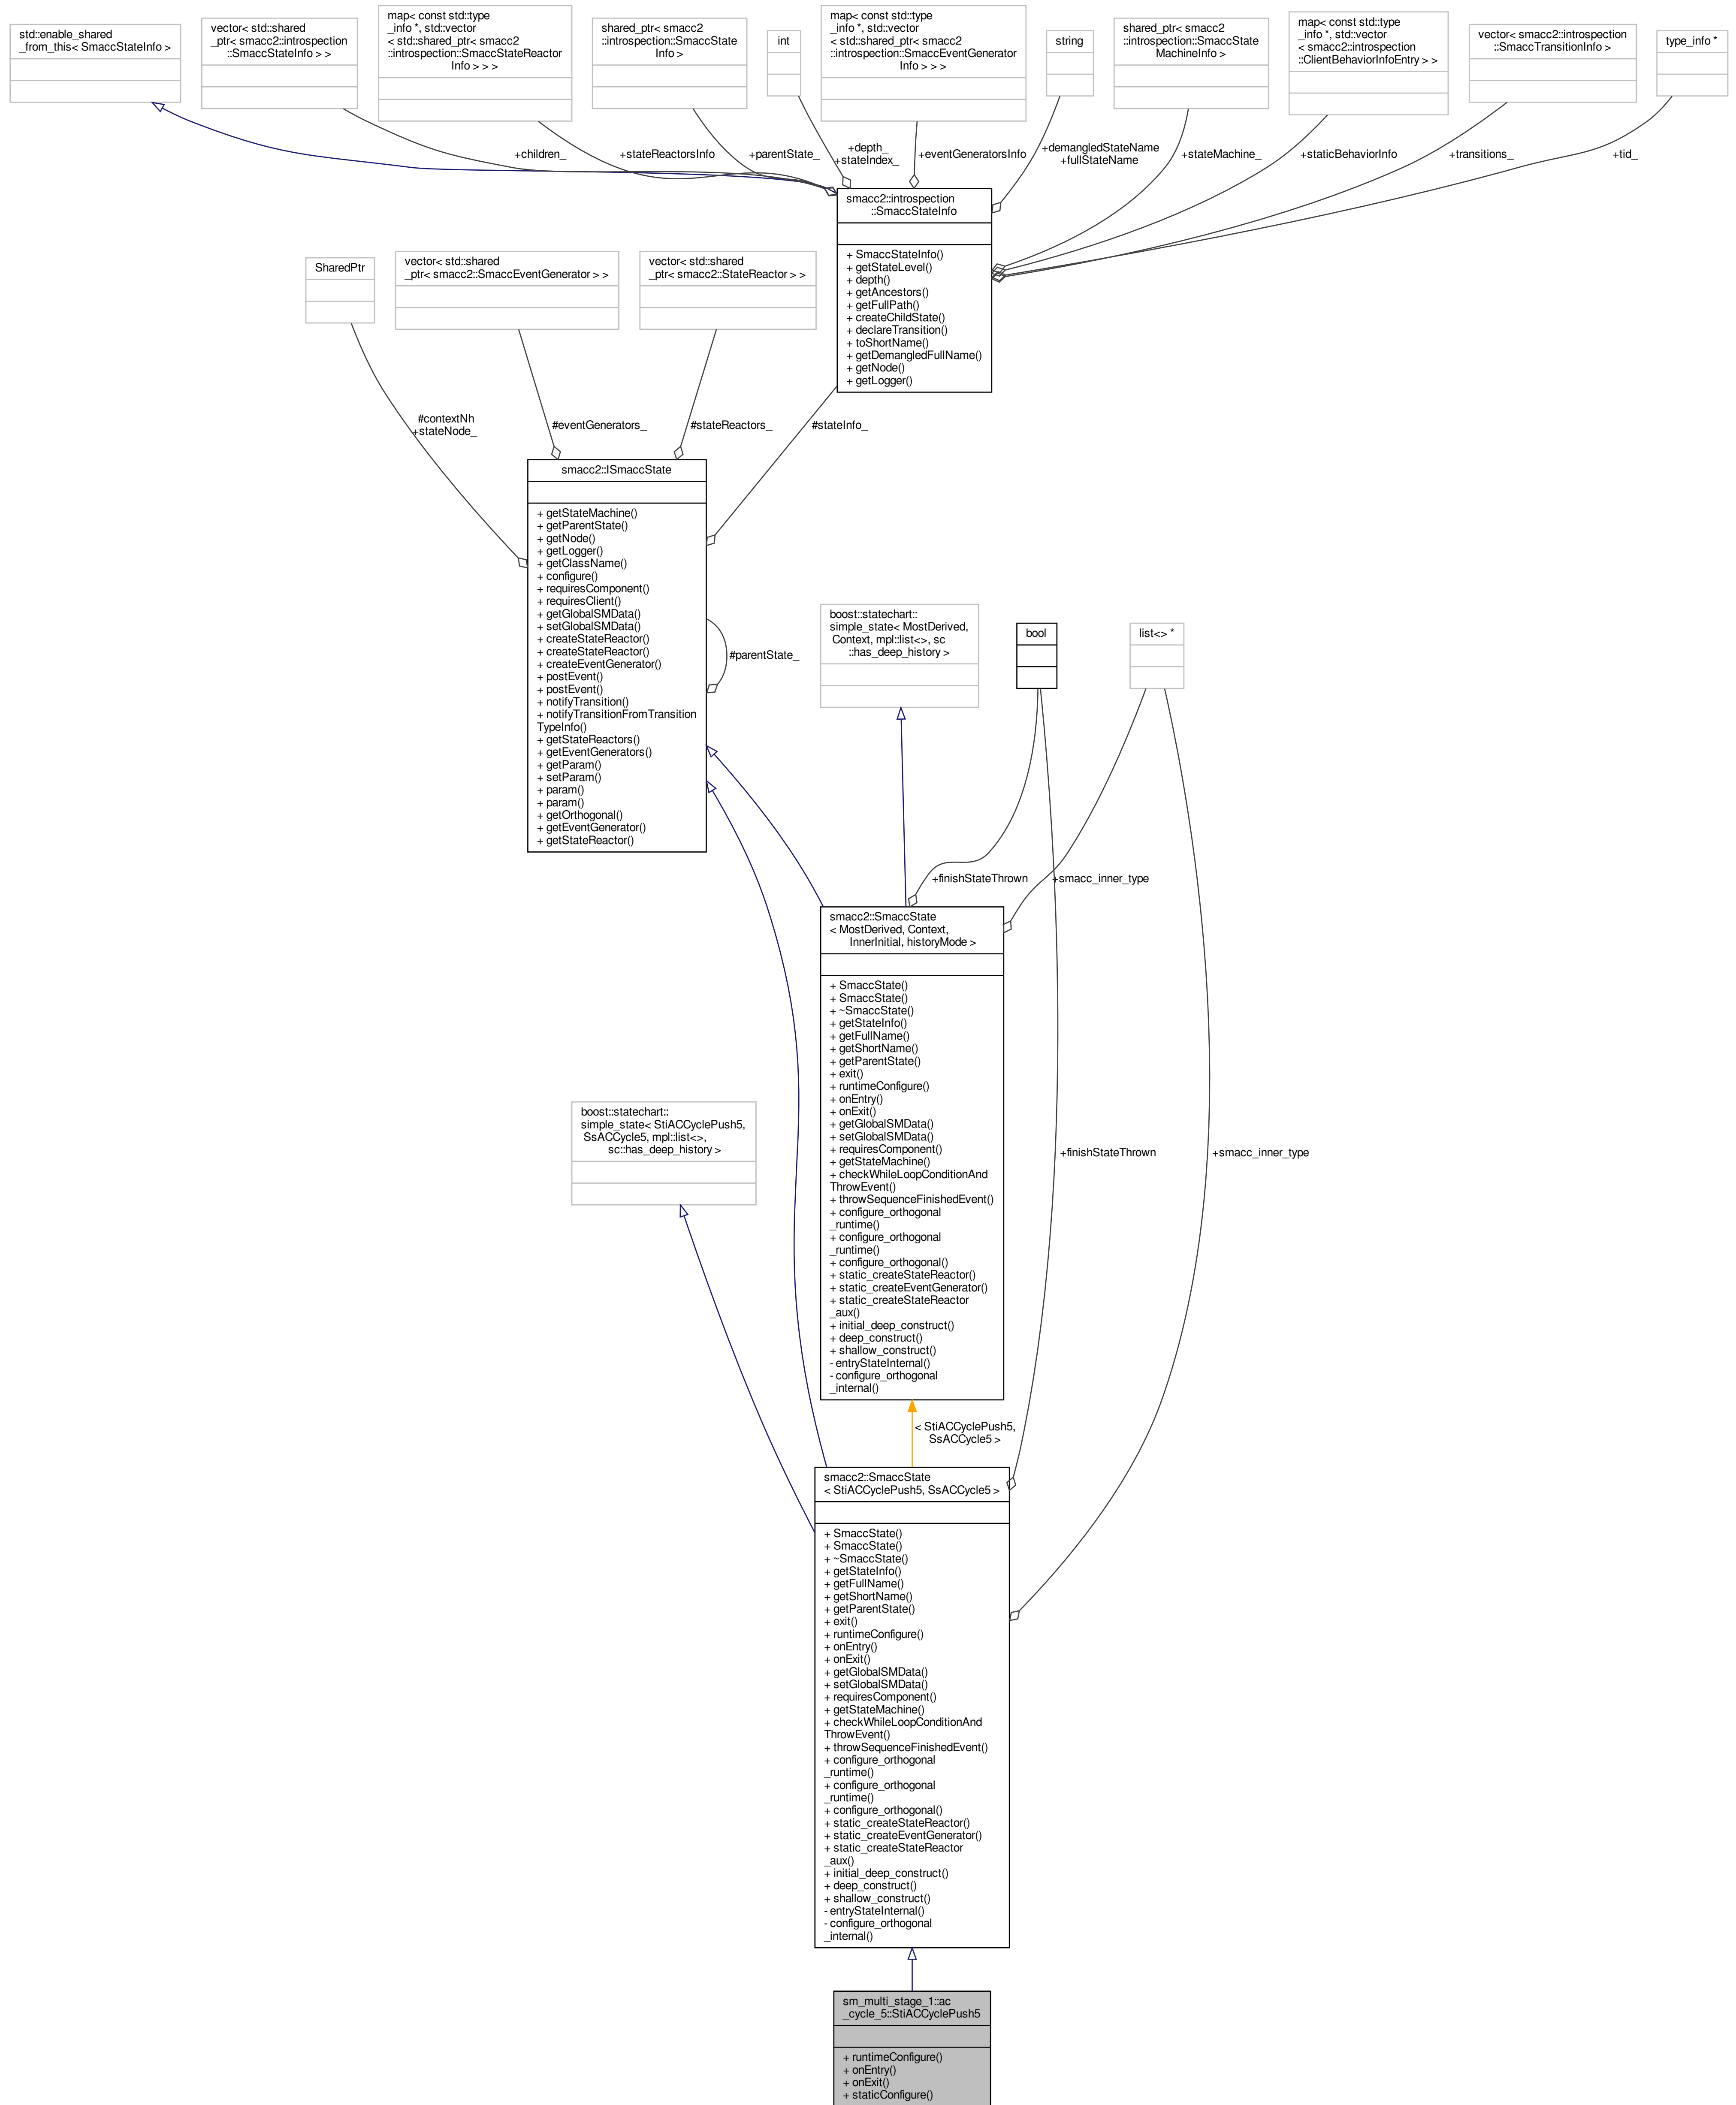 std::enable_shared
_from_this< SmaccStateInfo >
vector< std::shared
_ptr< smacc2::introspection
::SmaccStateInfo > >
map< const std::type
_info *, std::vector
< std::shared_ptr< smacc2
::introspection::SmaccStateReactor
Info > > >
shared_ptr< smacc2
::introspection::SmaccState
Info >
int
map< const std::type
_info *, std::vector
< std::shared_ptr< smacc2
::introspection::SmaccEventGenerator
Info > > >
string
shared_ptr< smacc2
::introspection::SmaccState
MachineInfo >
map< const std::type
_info *, std::vector
< smacc2::introspection
::ClientBehaviorInfoEntry > >
vector< smacc2::introspection
::SmaccTransitionInfo >
type_info *
+children_
+stateReactorsInfo
+parentState_
+depth_
+stateIndex_
+eventGeneratorsInfo
+demangledStateName
+fullStateName
+stateMachine_
+staticBehaviorInfo
+transitions_
+tid_
smacc2::introspection
::SmaccStateInfo
+ SmaccStateInfo()
+ getStateLevel()
+ depth()
+ getAncestors()
+ getFullPath()
+ createChildState()
+ declareTransition()
+ toShortName()
+ getDemangledFullName()
+ getNode()
+ getLogger()
SharedPtr
vector< std::shared
_ptr< smacc2::SmaccEventGenerator > >
vector< std::shared
_ptr< smacc2::StateReactor > >
#contextNh
+stateNode_
#eventGenerators_
#stateReactors_
#stateInfo_
smacc2::ISmaccState
+ getStateMachine()
+ getParentState()
+ getNode()
+ getLogger()
+ getClassName()
+ configure()
+ requiresComponent()
+ requiresClient()
+ getGlobalSMData()
+ setGlobalSMData()
+ createStateReactor()
+ createStateReactor()
+ createEventGenerator()
+ postEvent()
+ postEvent()
+ notifyTransition()
+ notifyTransitionFromTransition
TypeInfo()
+ getStateReactors()
+ getEventGenerators()
+ getParam()
+ setParam()
+ param()
+ param()
+ getOrthogonal()
+ getEventGenerator()
+ getStateReactor()
#parentState_
boost::statechart::
simple_state< MostDerived,
Context, mpl::list<>, sc
::has_deep_history >
bool
list<> *
+finishStateThrown
+smacc_inner_type
smacc2::SmaccState
< MostDerived, Context,
InnerInitial, historyMode >
+ SmaccState()
+ SmaccState()
+ ~SmaccState()
+ getStateInfo()
+ getFullName()
+ getShortName()
+ getParentState()
+ exit()
+ runtimeConfigure()
+ onEntry()
+ onExit()
+ getGlobalSMData()
+ setGlobalSMData()
+ requiresComponent()
+ getStateMachine()
+ checkWhileLoopConditionAnd
ThrowEvent()
+ throwSequenceFinishedEvent()
+ configure_orthogonal
_runtime()
+ configure_orthogonal
_runtime()
+ configure_orthogonal()
+ static_createStateReactor()
+ static_createEventGenerator()
+ static_createStateReactor
_aux()
+ initial_deep_construct()
+ deep_construct()
+ shallow_construct()
- entryStateInternal()
- configure_orthogonal
_internal()
boost::statechart::
simple_state< StiACCyclePush5,
SsACCycle5, mpl::list<>,
sc::has_deep_history >
+finishStateThrown
+smacc_inner_type
< StiACCyclePush5,
SsACCycle5 >
smacc2::SmaccState
< StiACCyclePush5, SsACCycle5 >
+ SmaccState()
+ SmaccState()
+ ~SmaccState()
+ getStateInfo()
+ getFullName()
+ getShortName()
+ getParentState()
+ exit()
+ runtimeConfigure()
+ onEntry()
+ onExit()
+ getGlobalSMData()
+ setGlobalSMData()
+ requiresComponent()
+ getStateMachine()
+ checkWhileLoopConditionAnd
ThrowEvent()
+ throwSequenceFinishedEvent()
+ configure_orthogonal
_runtime()
+ configure_orthogonal
_runtime()
+ configure_orthogonal()
+ static_createStateReactor()
+ static_createEventGenerator()
+ static_createStateReactor
_aux()
+ initial_deep_construct()
+ deep_construct()
+ shallow_construct()
- entryStateInternal()
- configure_orthogonal
_internal()
sm_multi_stage_1::ac
_cycle_5::StiACCyclePush5
+ runtimeConfigure()
+ onEntry()
+ onExit()
+ staticConfigure()